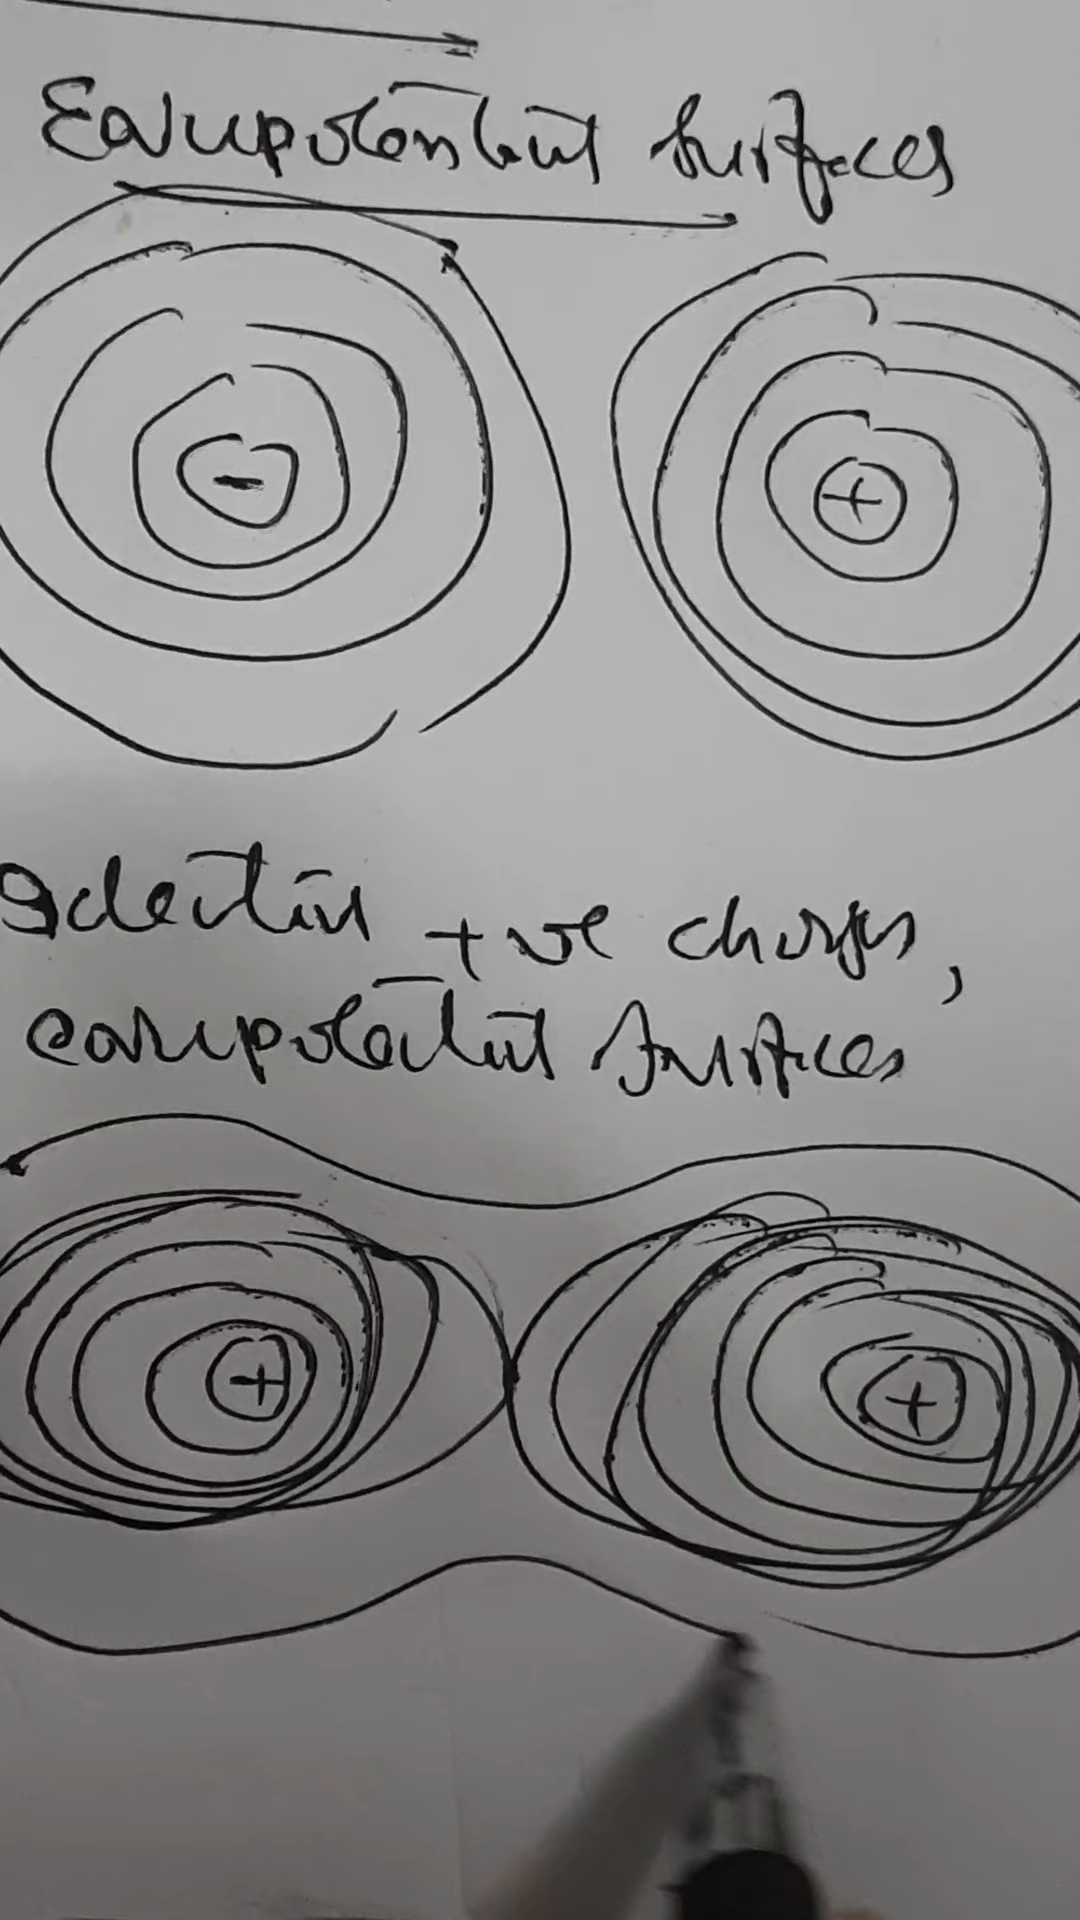 Equipotential Surfaces
-
+
Identical +ve charges,
equipotential surfaces
+
+